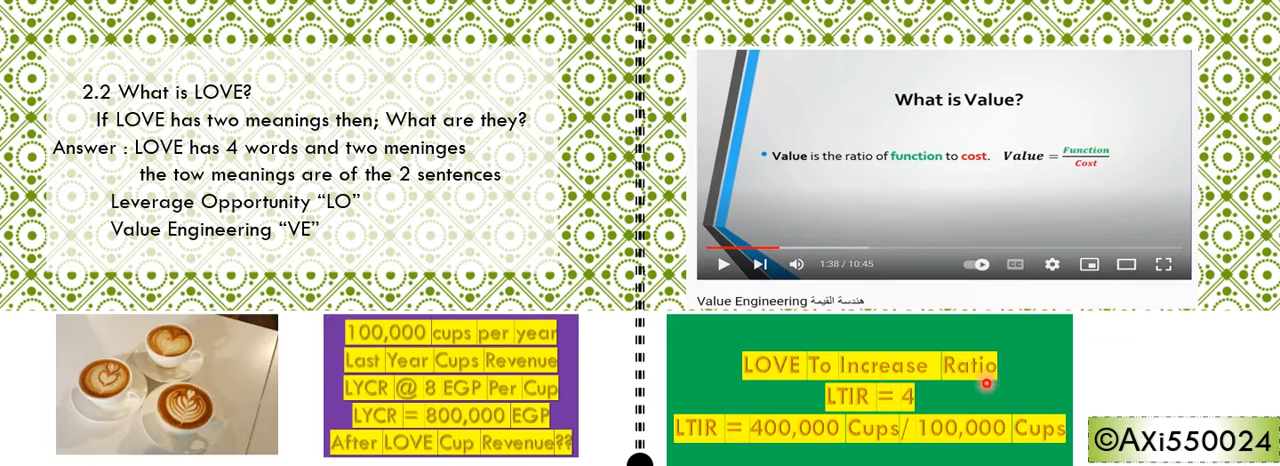 2.2 What is LOVE?
If LOVE has two meanings then; What are they?
Answer : LOVE has 4 words and two meninges
the tow meanings are of the 2 sentences
Leverage Opportunity “LO”
Value Engineering “VE”
What is Value?
• Value is the ratio of function to cost. Value = Function / Cost
1:38 / 10:45
CC
Value Engineering هندسة القيمة
100,000 cups per year
Last Year Cups Revenue
LYCR @ 8 EGP Per Cup
LYCR = 800,000 EGP
After LOVE Cup Revenue??
LOVE To Increase Ratio
LTIR = 4
LTIR = 400,000 Cups/ 100,000 Cups
©AXi550024